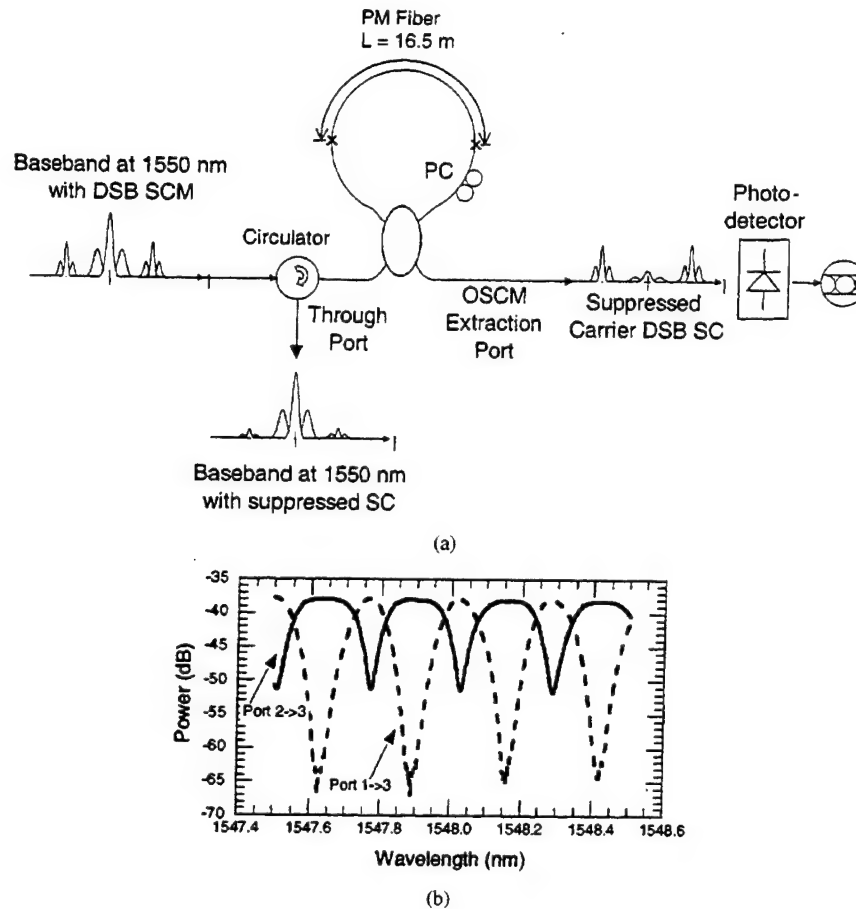 PM Fiber
L = 16.5 m
Baseband at 1550 nm
with DSB SCM
PC
Photo-
detector
Circulator
Through
Port
OSCM
Extraction
Port
Suppressed
Carrier DSB SC
Baseband at 1550 nm
with suppressed SC
(a)
-35
-40
-45
-50
-55
-60
-65
-70
Power (dB)
Port 2->3
Port 1->3
1547.4 1547.6 1547.8 1548.0 1548.2 1548.4 1548.6
Wavelength (nm)
(b)